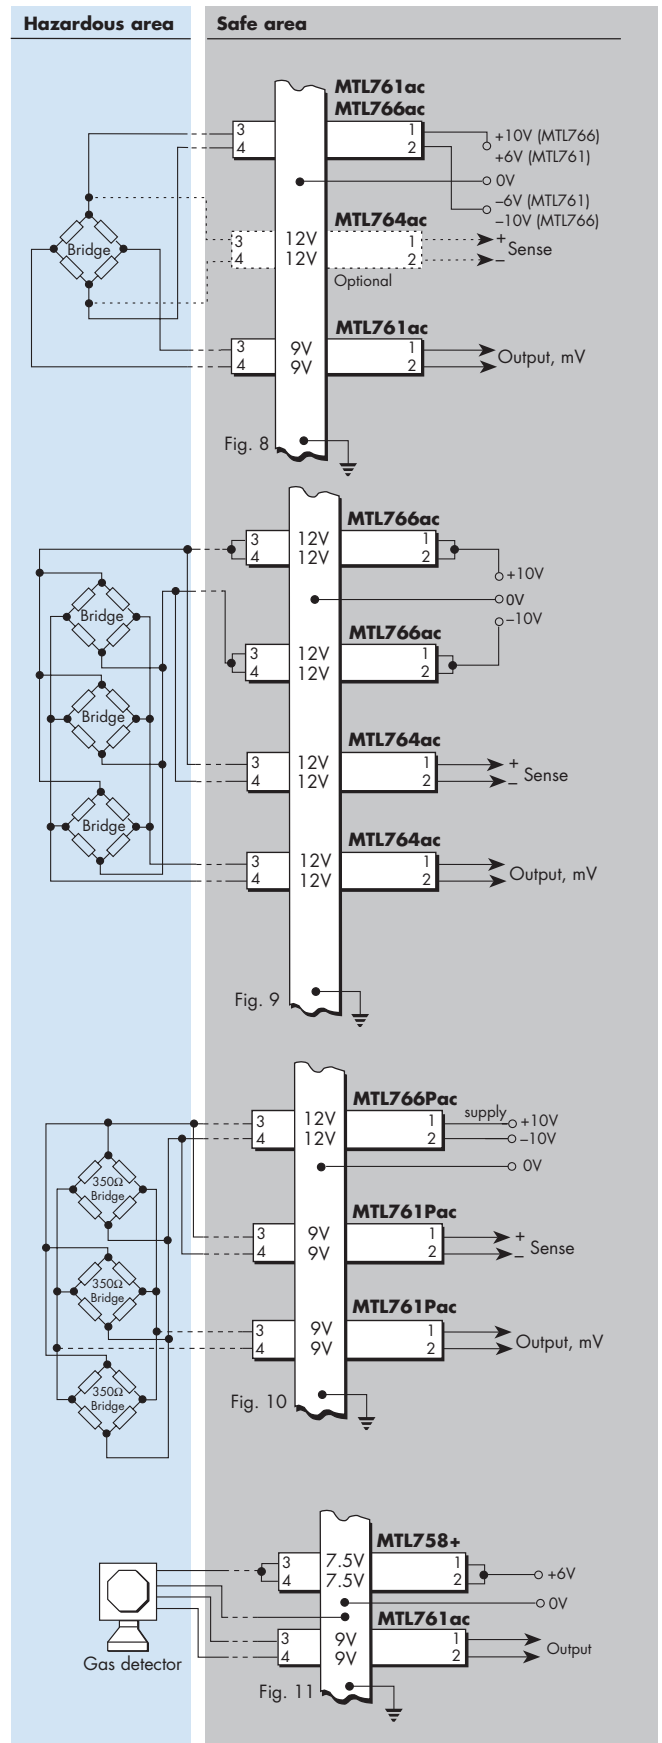 Hazardous area
Safe area
MTL761ac
MTL766ac
3 1
4 2
+10V (MTL766)
+6V (MTL761)
0V
–6V (MTL761)
–10V (MTL766)
MTL764ac
Bridge
3 12V 1
4 12V 2
+
–
Sense
Optional
MTL761ac
3 9V 1
4 9V 2
Output, mV
Fig. 8
MTL766ac
3 12V 1
4 12V 2
+10V
0V
–10V
Bridge
MTL766ac
3 12V 1
4 12V 2
Bridge
MTL764ac
3 12V 1
4 12V 2
+
–
Sense
Bridge
MTL764ac
3 12V 1
4 12V 2
Output, mV
Fig. 9
MTL766Pac
3 12V 1
4 12V 2
supply
+10V
–10V
0V
350Ω
Bridge
MTL761Pac
3 9V 1
4 9V 2
+
–
Sense
350Ω
Bridge
MTL761Pac
3 9V 1
4 9V 2
Output, mV
350Ω
Bridge
Fig. 10
MTL758+
3 7.5V 1
4 7.5V 2
+6V
0V
MTL761ac
3 9V 1
4 9V 2
Output
Gas detector
Fig. 11